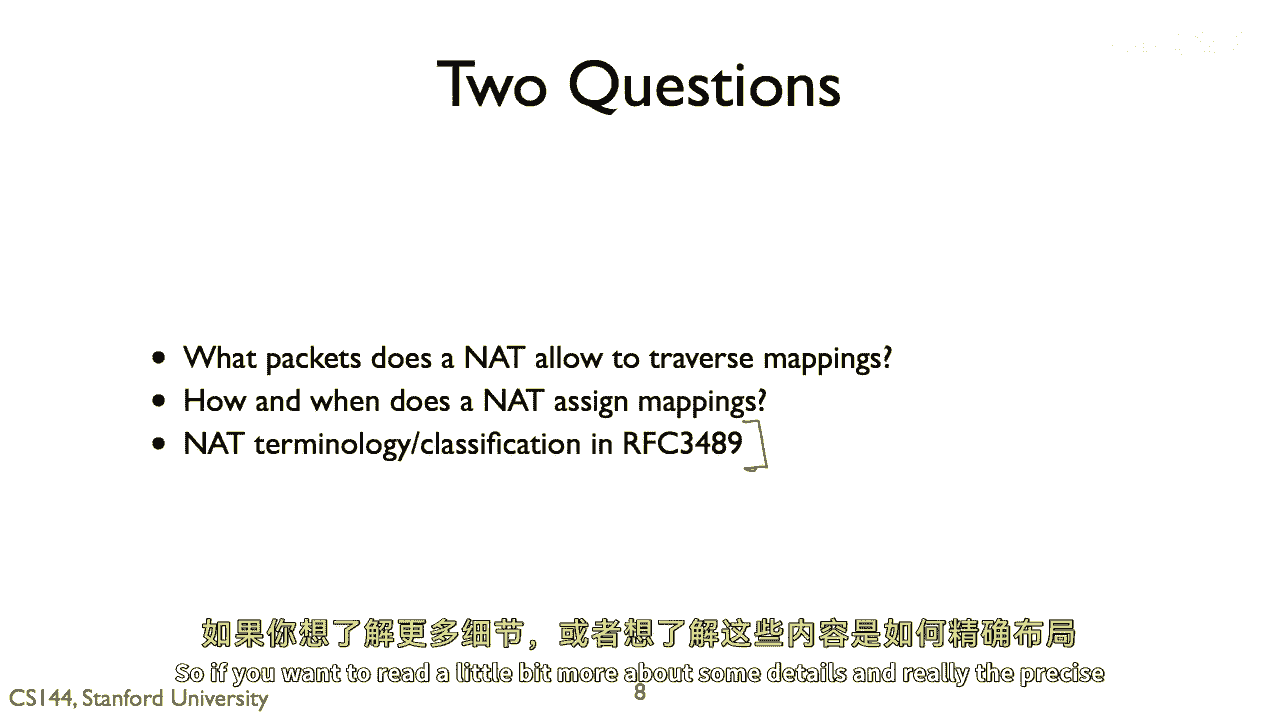 Two Questions
• What packets does a NAT allow to traverse mappings?
• How and when does a NAT assign mappings?
• NAT terminology/classification in RFC3489
如果你想了解更多细节，或者想了解这些内容是如何精确布局
So if you want to read a little bit more about some details and really the precise
CS144, Stanford University
8